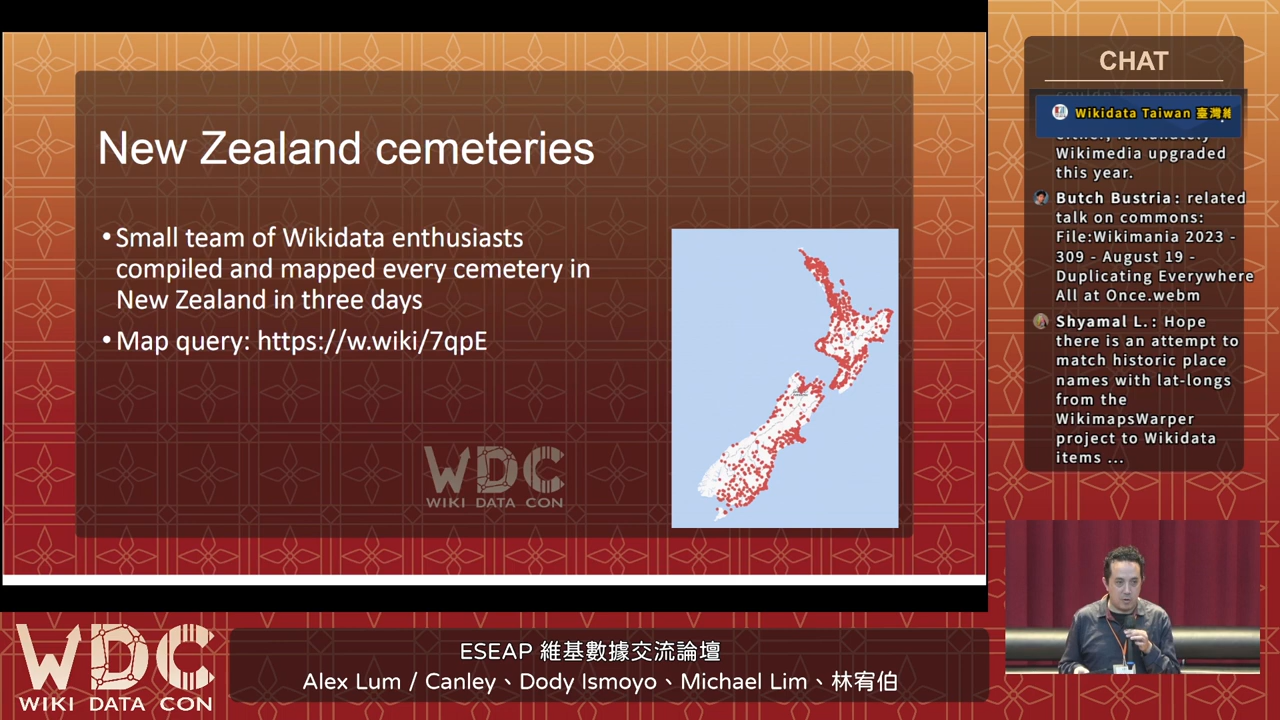 New Zealand cemeteries
• Small team of Wikidata enthusiasts
compiled and mapped every cemetery in
New Zealand in three days
• Map query: https://w.wiki/7qpE
WDC
WIKI DATA CON
CHAT
Wikidata Taiwan 臺灣維
Wikimedia upgraded
this year.
Butch Bustria : related
talk on commons:
File:Wikimania 2023 -
309 - August 19 -
Duplicating Everywhere
All at Once.webm
Shyamal L. : Hope
there is an attempt to
match historic place
names with lat-longs
from the
WikimapsWarper
project to Wikidata
items ...
WDC
WIKI DATA CON
ESEAP 維基數據交流論壇
Alex Lum / Canley、Dody Ismoyo、Michael Lim、林宥伯